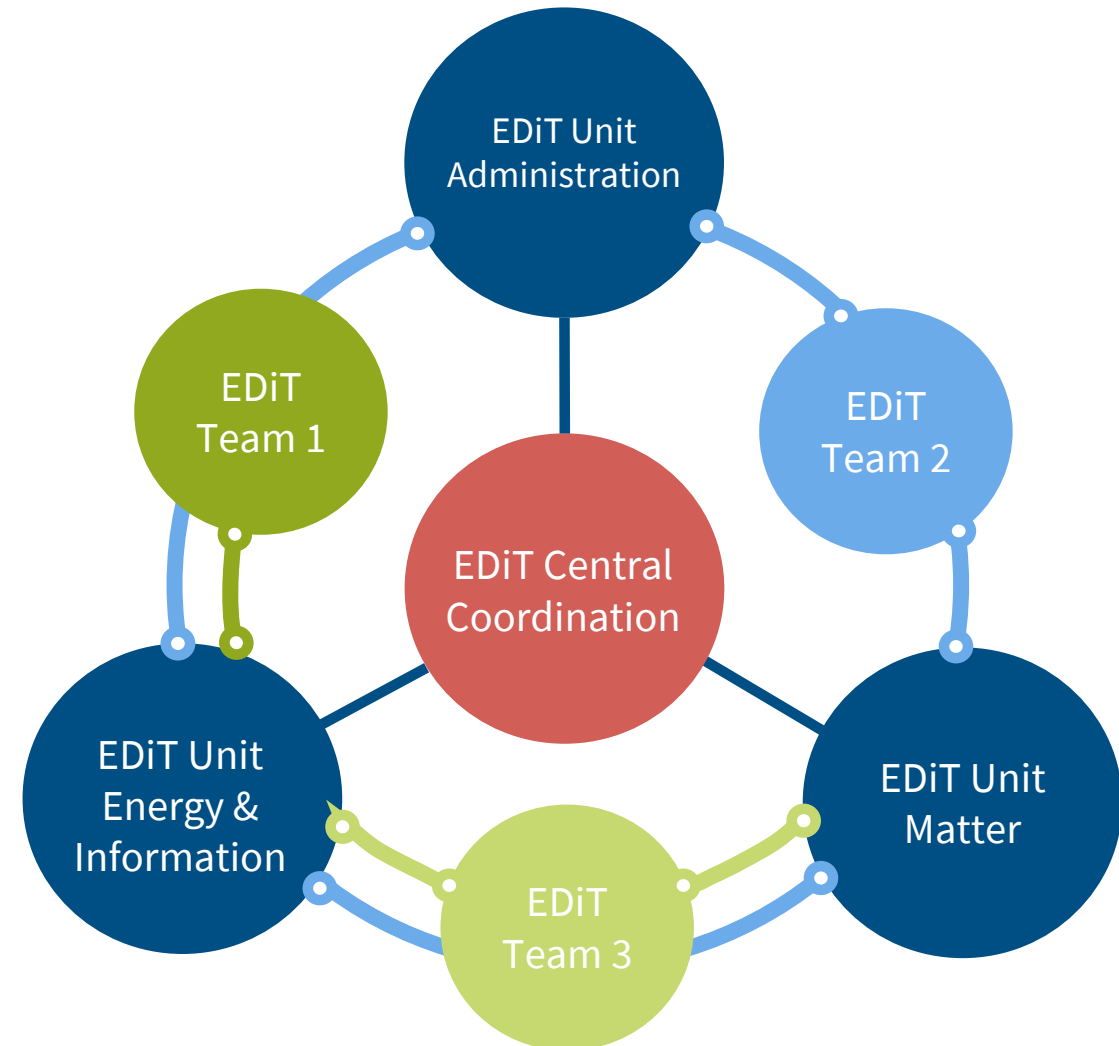 EDiT Unit
Administration
EDiT
Team 1
EDiT
Team 2
EDiT Central
Coordination
EDiT Unit
Energy &
Information
EDiT Unit
Matter
EDiT
Team 3